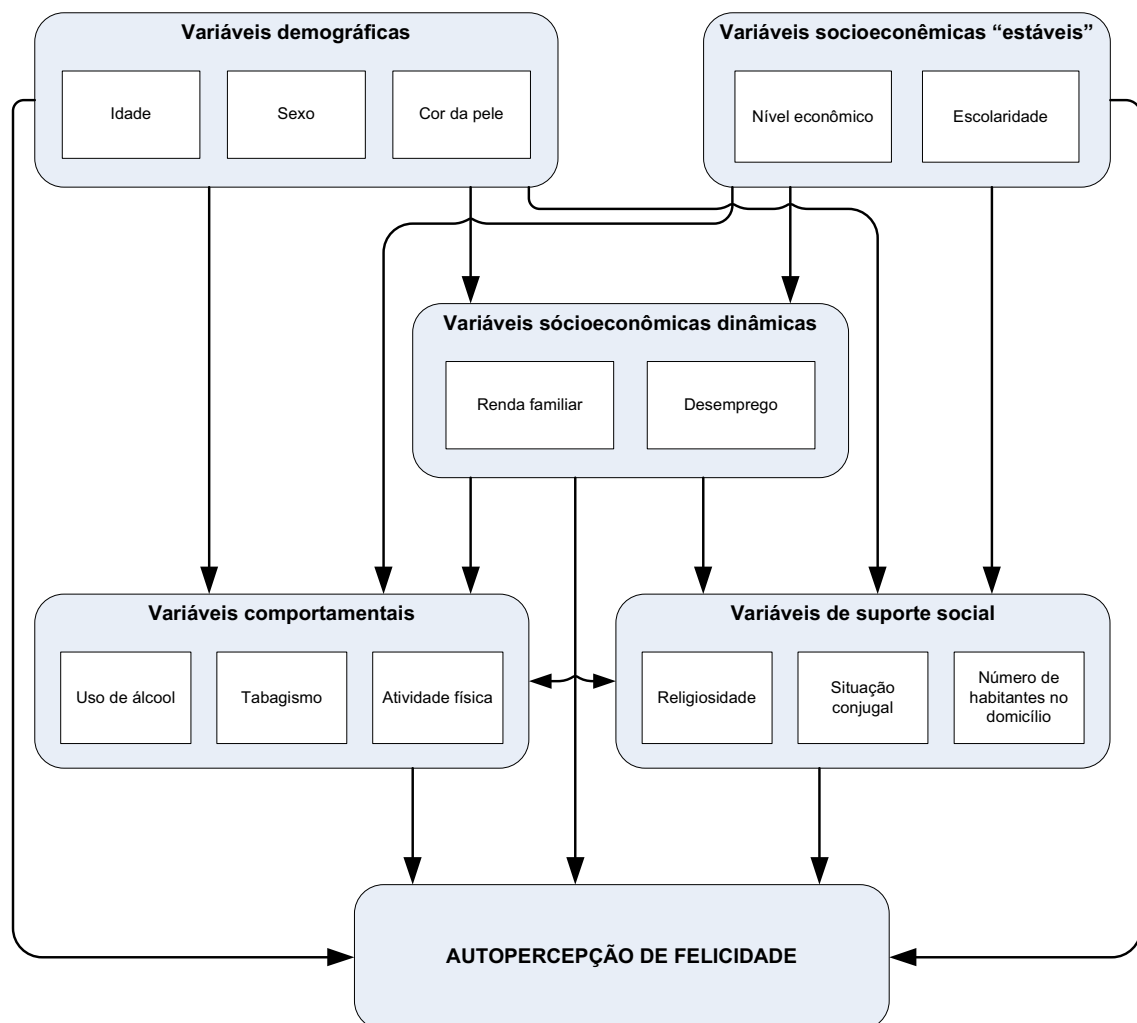 Variáveis demográficas
Idade
Sexo
Cor da pele
Variáveis socioeconêmicas “estáveis”
Nível econômico
Escolaridade
Variáveis sócioeconômicas dinâmicas
Renda familiar
Desemprego
Variáveis comportamentais
Uso de álcool
Tabagismo
Atividade física
Variáveis de suporte social
Religiosidade
Situação
conjugal
Número de
habitantes no
domicílio
AUTOPERCEPÇÃO DE FELICIDADE